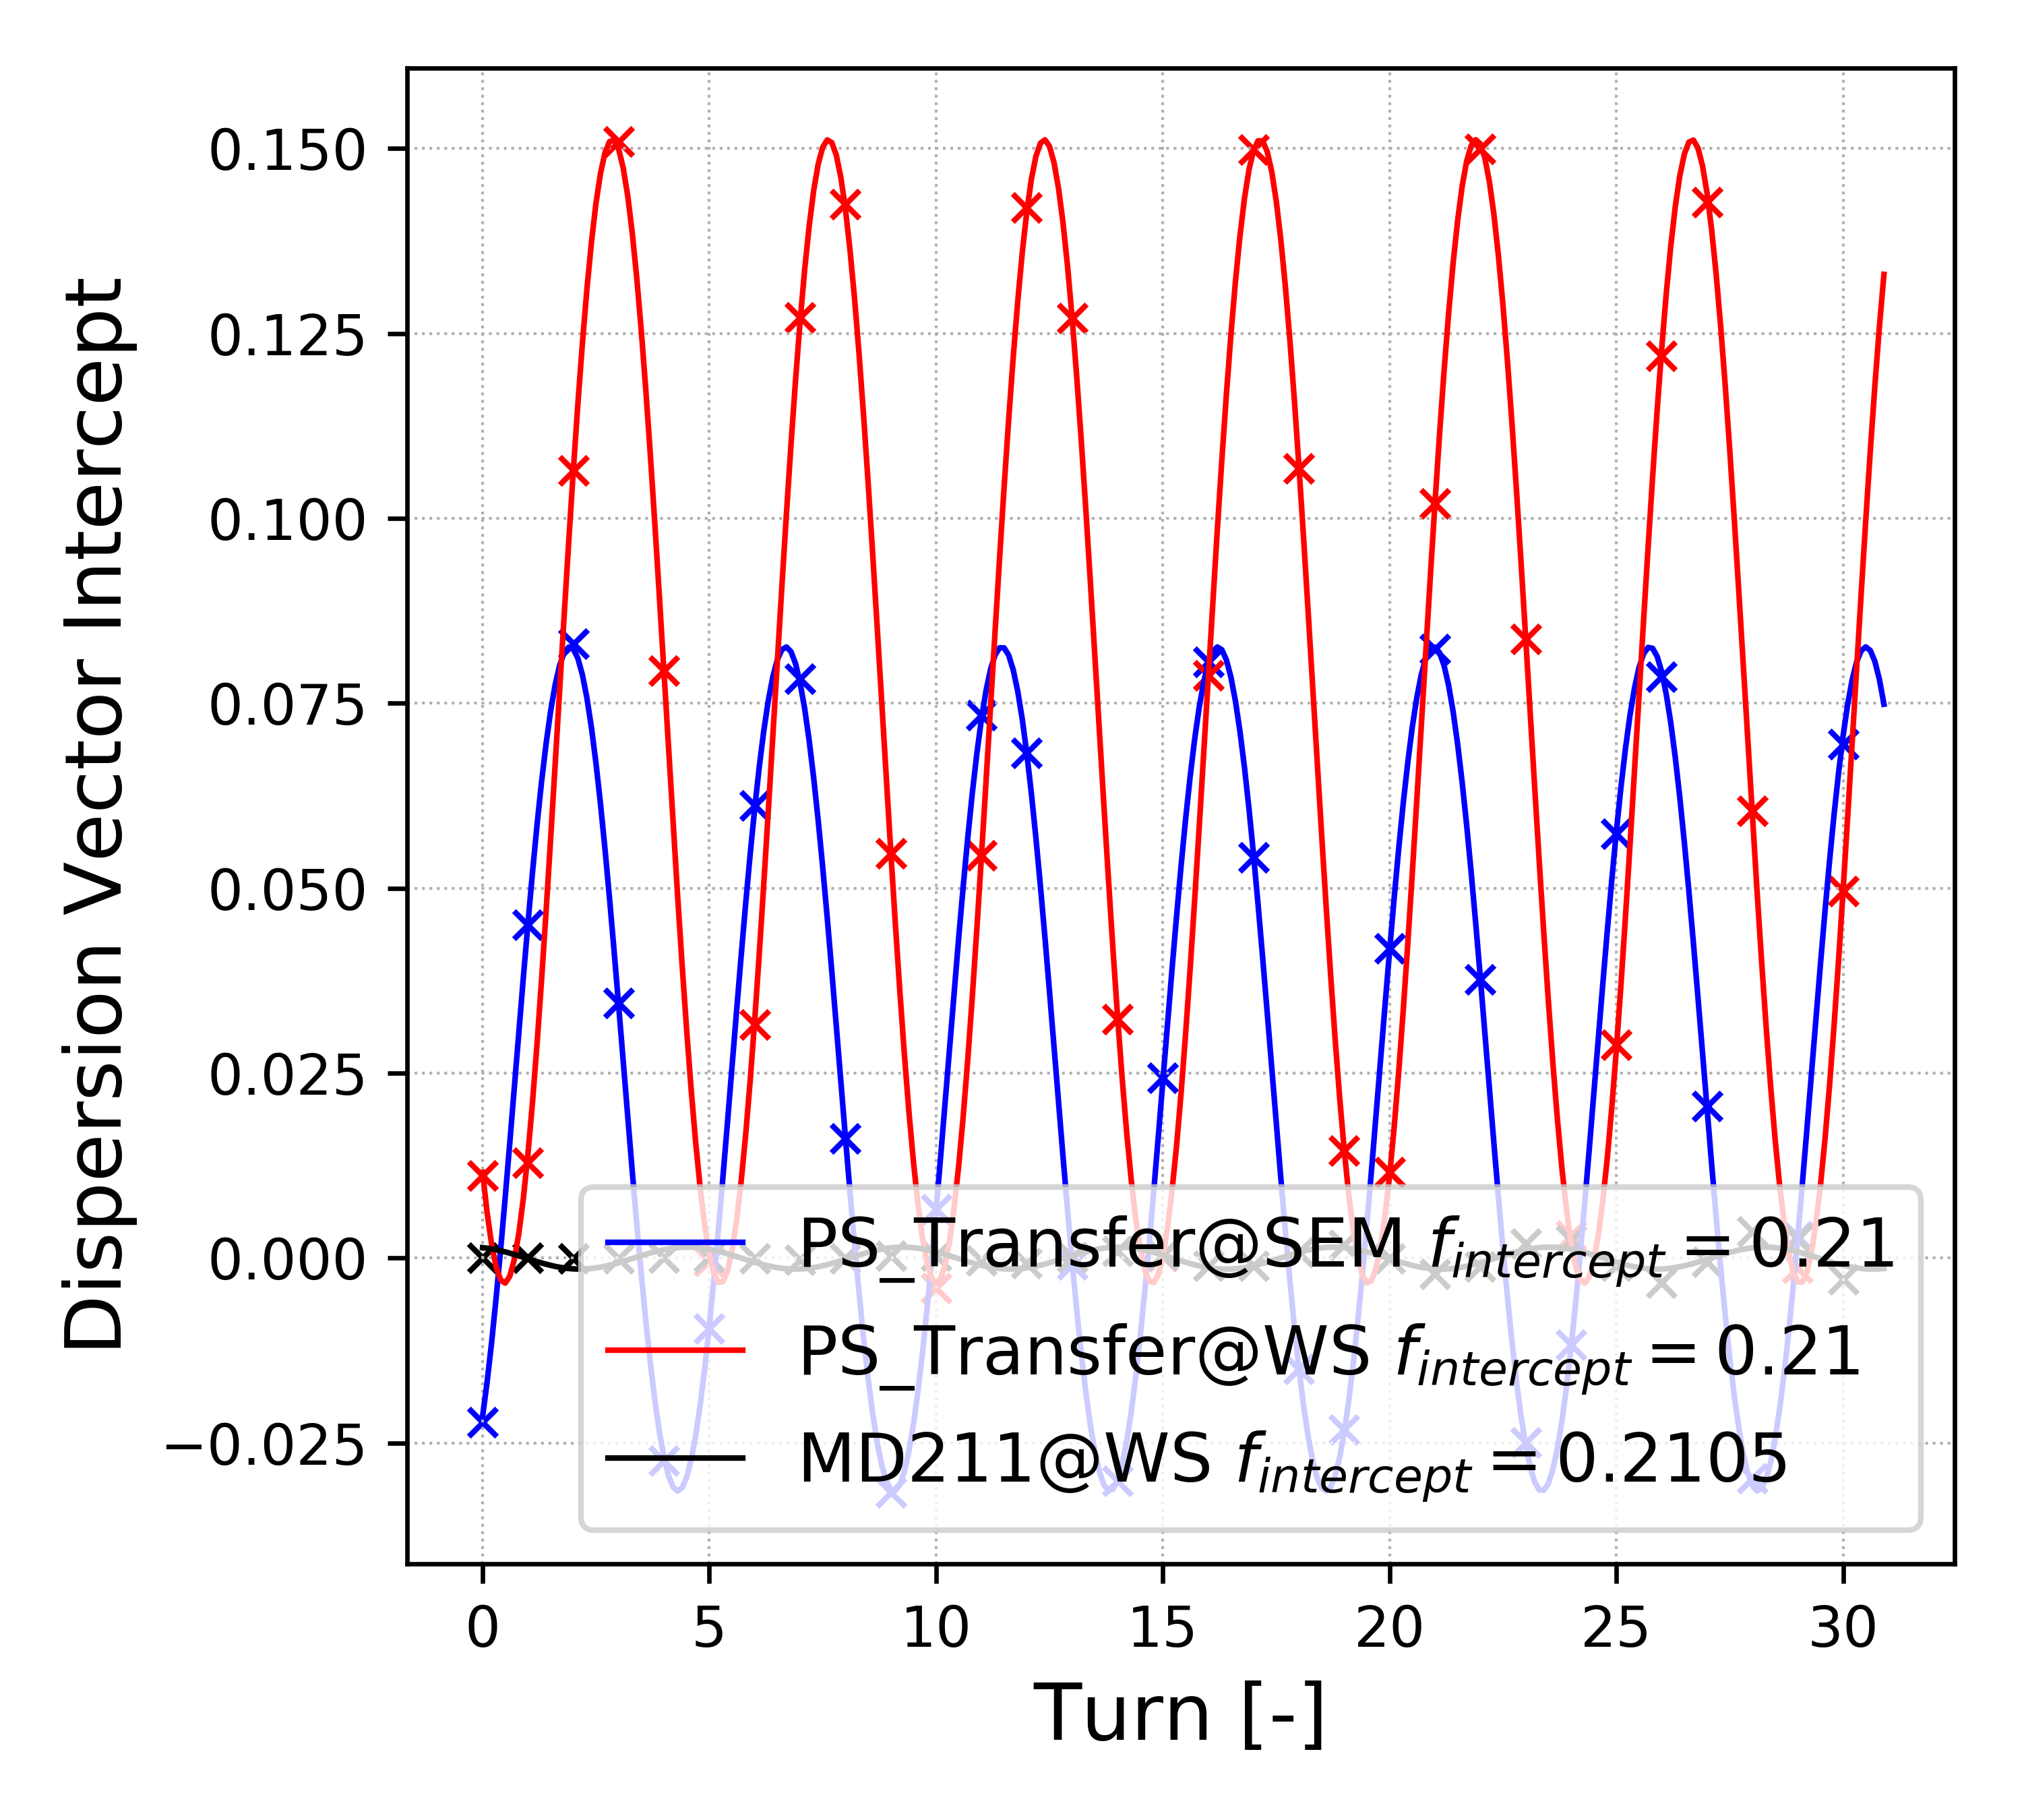 Dispersion Vector Intercept
0.150
0.125
0.100
0.075
0.050
0.025
0.000
−0.025
PS_Transfer@SEM f_intercept = 0.21
PS_Transfer@WS f_intercept = 0.21
MD211@WS f_intercept = 0.2105
0 5 10 15 20 25 30
Turn [-]